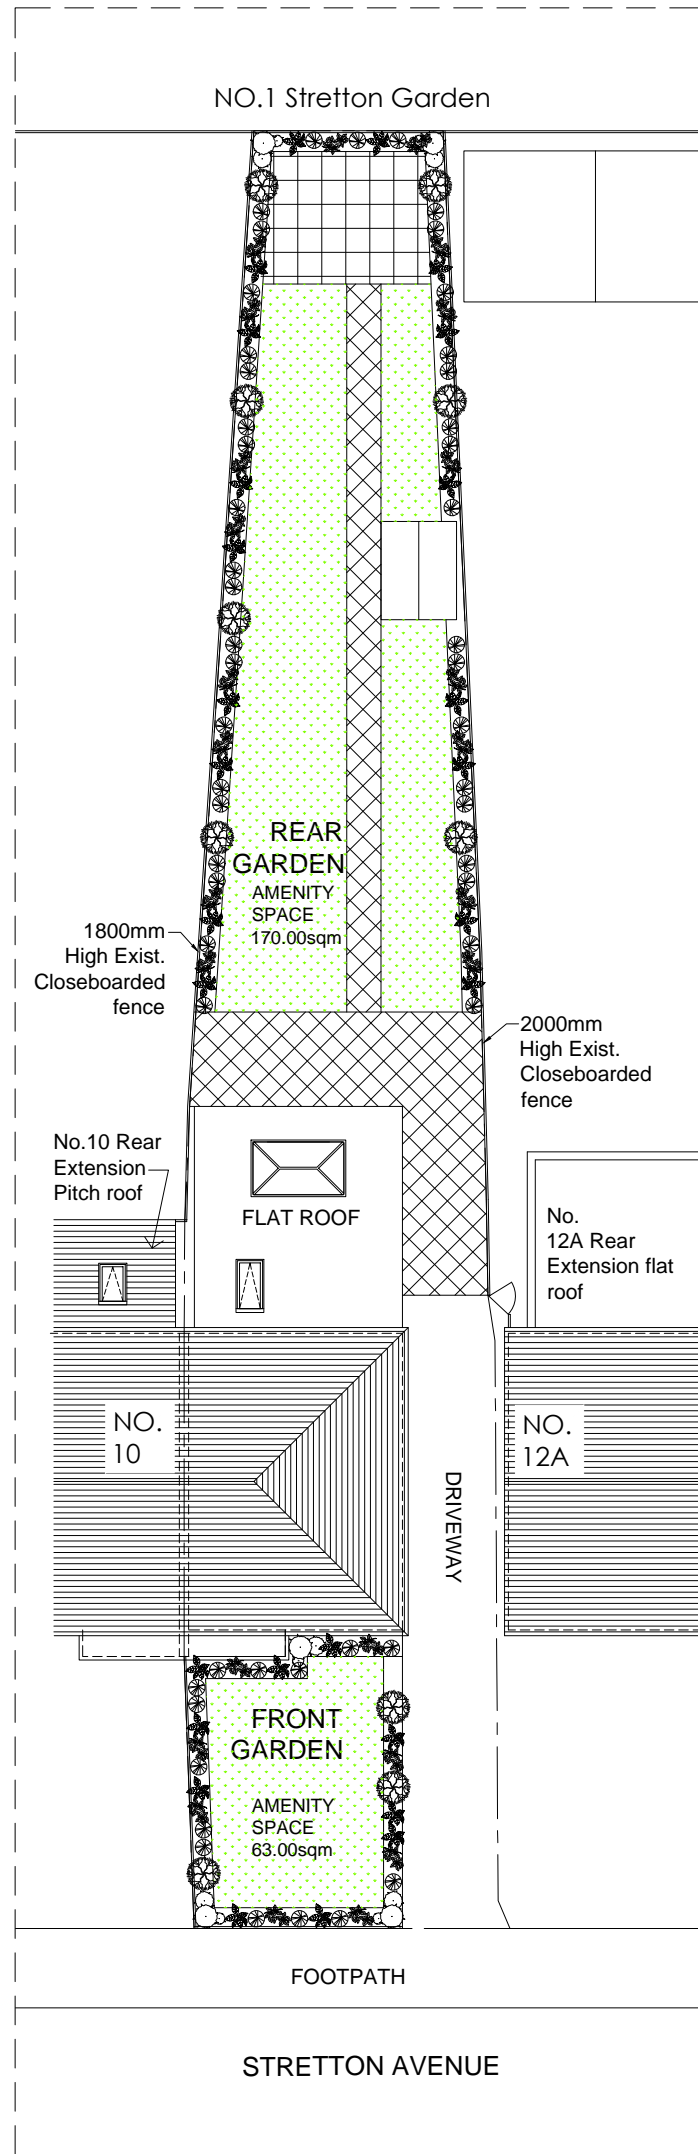 NO.1 Stretton Garden
REAR
GARDEN
AMENITY
SPACE
170.00sqm
1800mm
High Exist.
Closeboarded
fence
2000mm
High Exist.
Closeboarded
fence
No.10 Rear
Extension
Pitch roof
FLAT ROOF
No.
12A Rear
Extension flat
roof
NO.
10
NO.
12A
DRIVEWAY
FRONT
GARDEN
AMENITY
SPACE
63.00sqm
FOOTPATH
STRETTON AVENUE